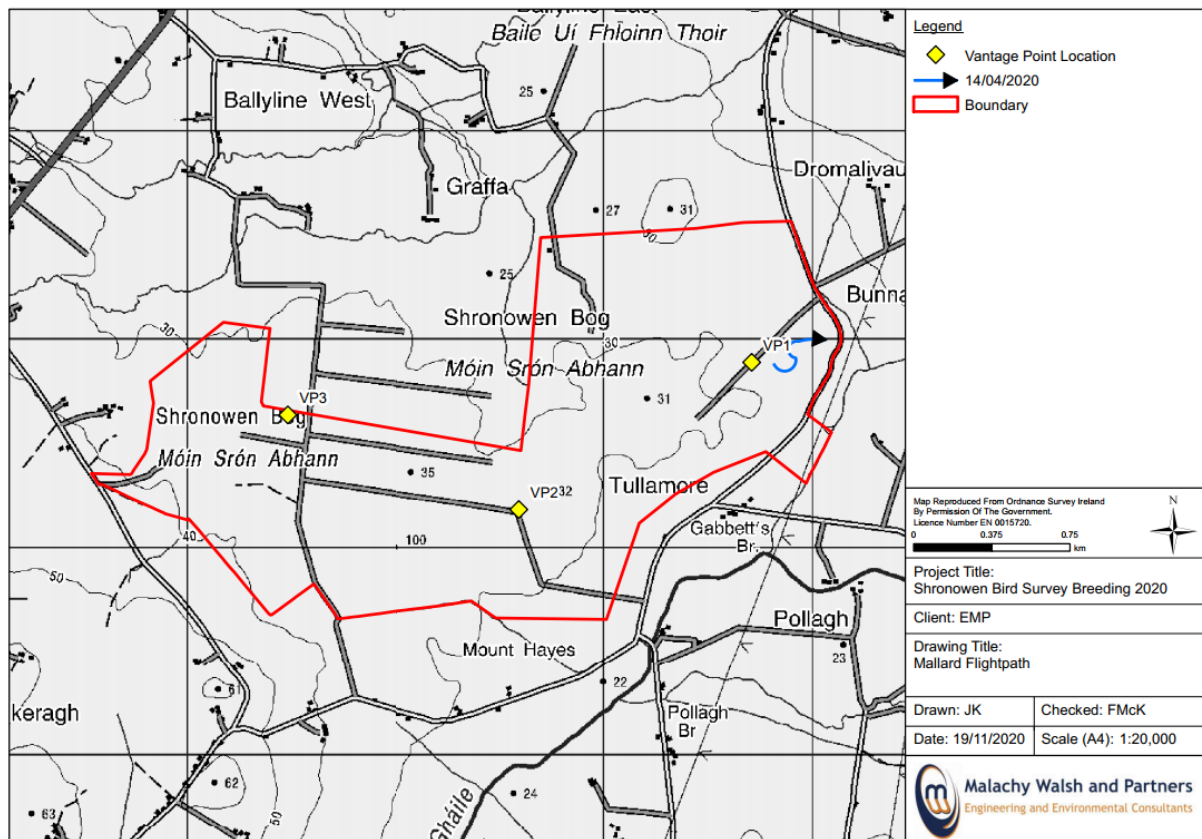 Ballyline East
Baile Uí Fhloinn Thoir
25
Ballyline West
Dromalivau
Graffa
27
31
30
25
Bunna
Shronowen Bog
30
30
VP1
Móin Srón Abhann
31
VP3
Shronowen Bog
Móin Srón Abhann
35
Tullamore
VP2
32
Gabbett's
Br.
40
100
50
Pollagh
Mount Hayes
23
61
22
keragh
Pollagh
Br
62
50
24
63
Gháile
Legend
Vantage Point Location
14/04/2020
Boundary
Map Reproduced From Ordnance Survey Ireland
By Permission Of The Government.
Licence Number EN 0015720.
N
0 0.375 0.75
km
Project Title:
Shronowen Bird Survey Breeding 2020
Client: EMP
Drawing Title:
Mallard Flightpath
Drawn: JK
Checked: FMcK
Date: 19/11/2020
Scale (A4): 1:20,000
Malachy Walsh and Partners
Engineering and Environmental Consultants